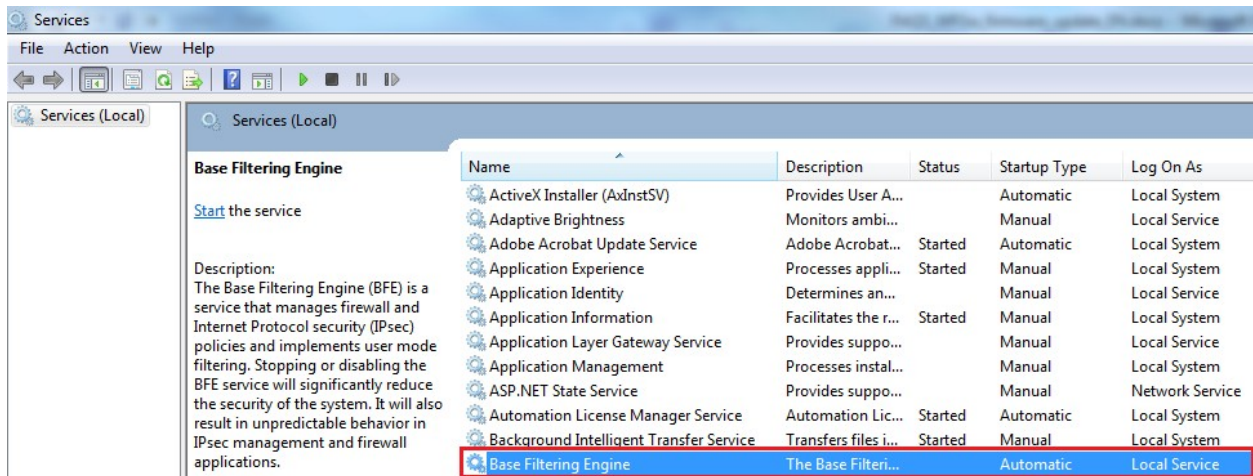 Services
File Action View Help
Services (Local)
Services (Local)
Base Filtering Engine
Start the service
Description:
The Base Filtering Engine (BFE) is a
service that manages firewall and
Internet Protocol security (IPsec)
policies and implements user mode
filtering. Stopping or disabling the
BFE service will significantly reduce
the security of the system. It will also
result in unpredictable behavior in
IPsec management and firewall
applications.
Name Description Status Startup Type Log On As
ActiveX Installer (AxInstSV) Provides User A... Automatic Local System
Adaptive Brightness Monitors ambi... Manual Local Service
Adobe Acrobat Update Service Adobe Acrobat... Started Automatic Local System
Application Experience Processes appli... Started Manual Local System
Application Identity Determines an... Manual Local Service
Application Information Facilitates the r... Started Manual Local System
Application Layer Gateway Service Provides suppo... Manual Local Service
Application Management Processes instal... Manual Local System
ASP.NET State Service Provides suppo... Manual Network Service
Automation License Manager Service Automation Lic... Started Automatic Local System
Background Intelligent Transfer Service Transfers files i... Started Manual Local System
Base Filtering Engine The Base Filteri... Automatic Local Service